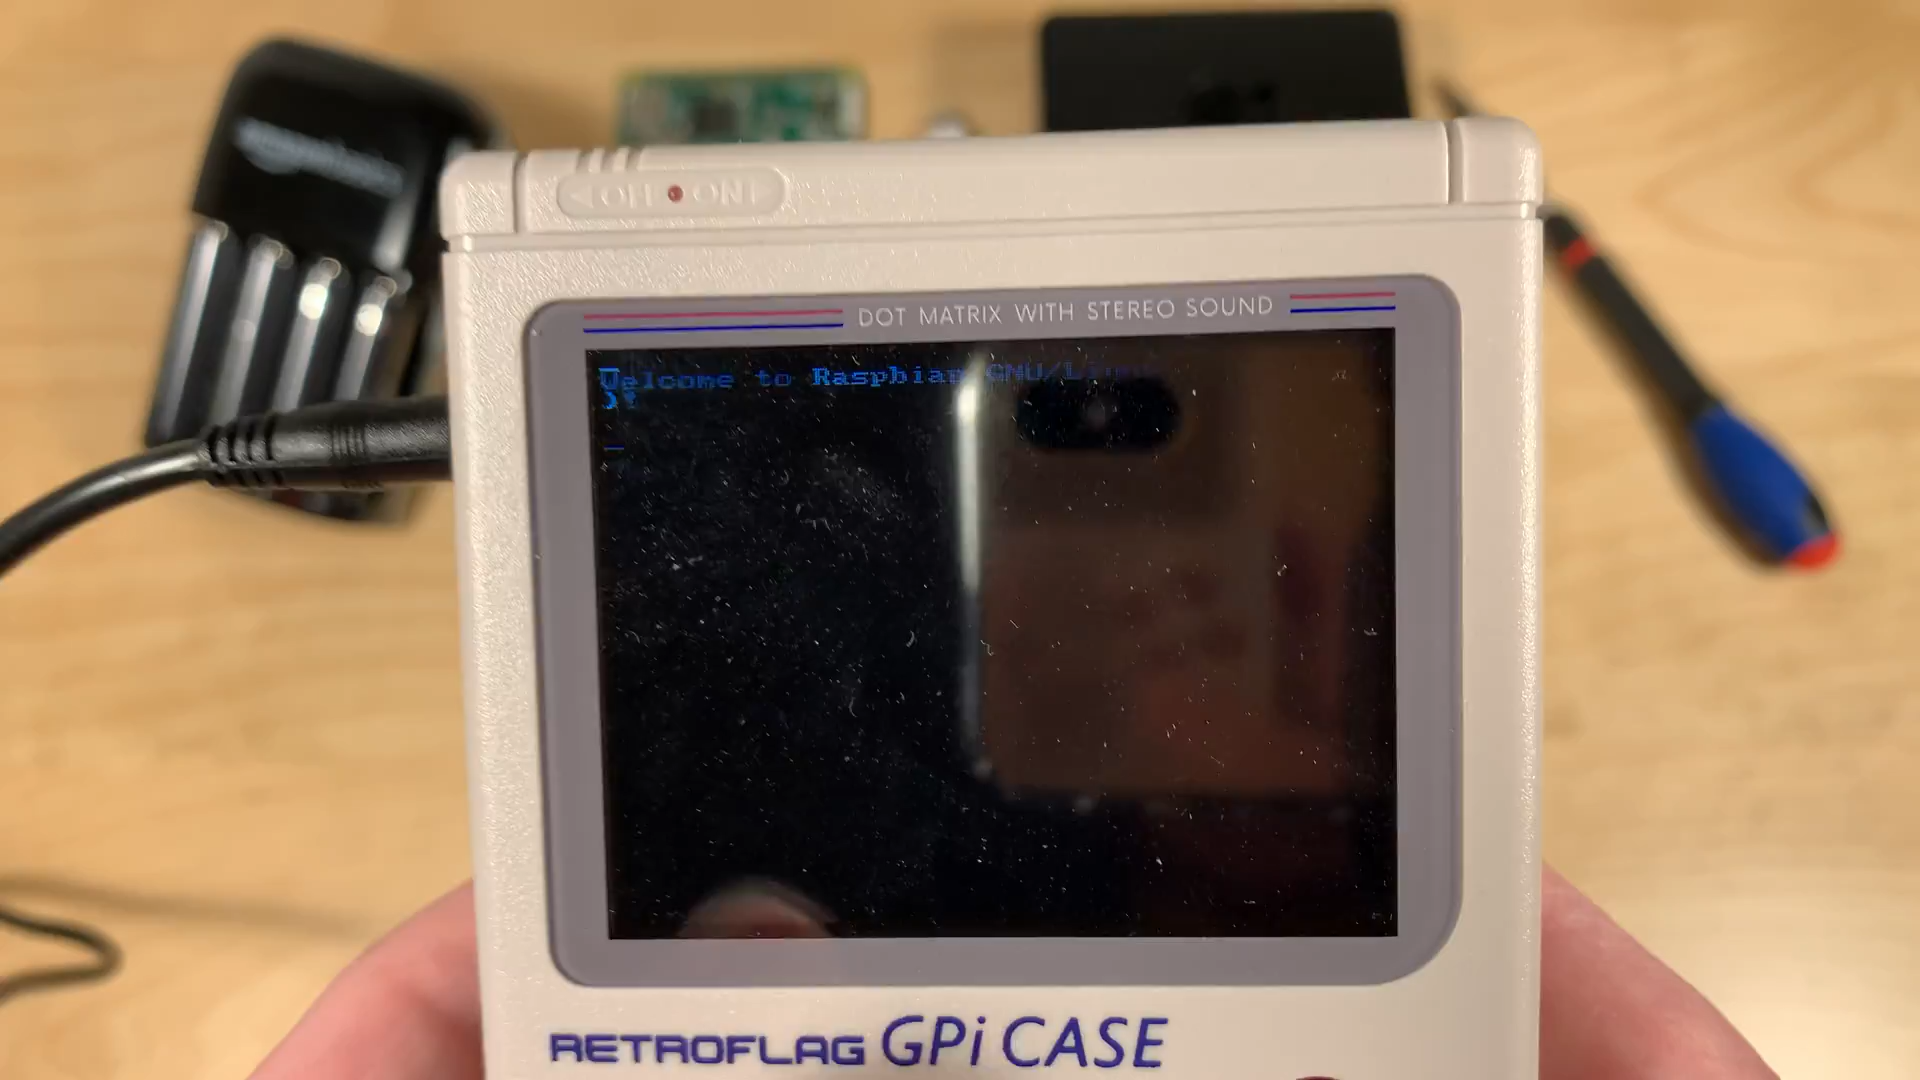 OFF ON
DOT MATRIX WITH STEREO SOUND
Welcome to Raspbian GNU/Linux
)!
RETROFLAG GPi CASE